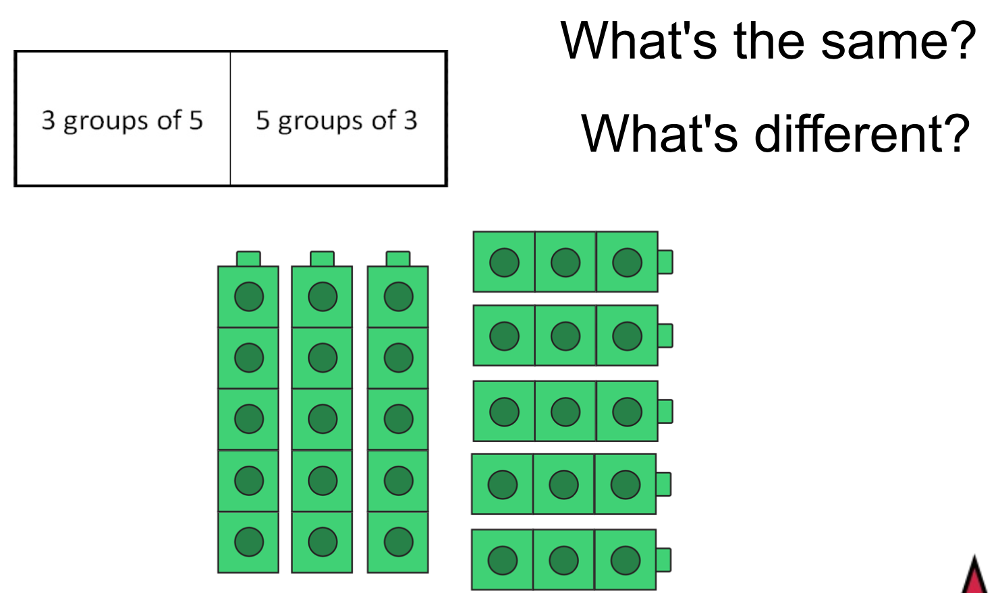 What's the same?
3 groups of 5
5 groups of 3
What's different?